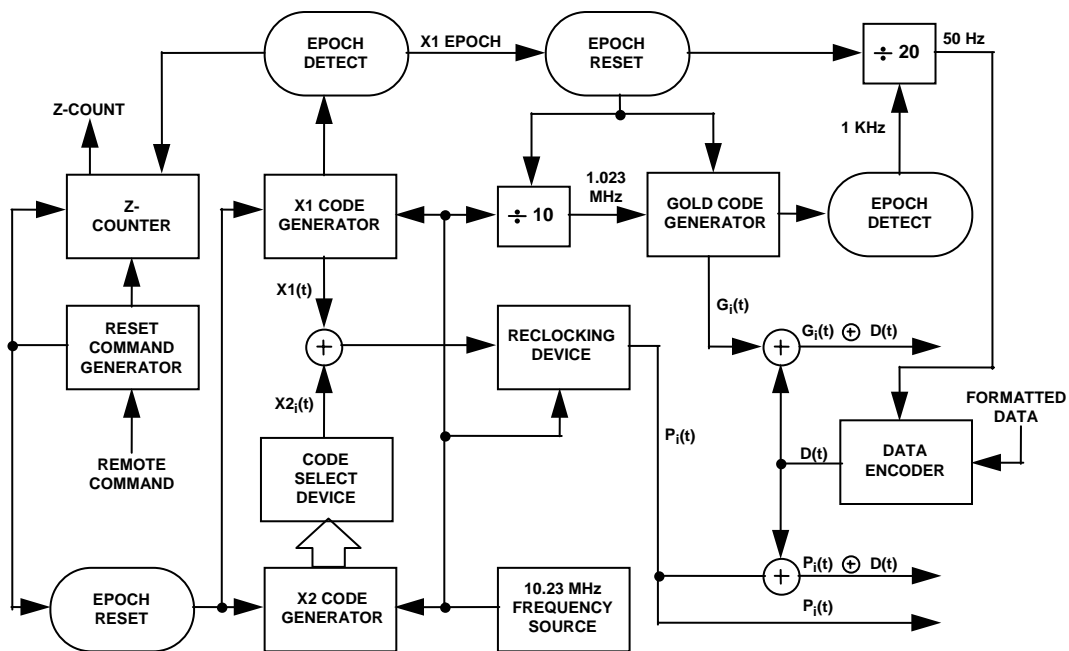 EPOCH
DETECT
X1 EPOCH
EPOCH
RESET
÷ 20
50 Hz
Z-COUNT
1 KHz
Z-
COUNTER
X1 CODE
GENERATOR
÷ 10
1.023
MHz
GOLD CODE
GENERATOR
EPOCH
DETECT
X1(t)
Gi(t)
RESET
COMMAND
GENERATOR
+
RECLOCKING
DEVICE
+
Gi(t) ⊕ D(t)
X2i(t)
REMOTE
COMMAND
CODE
SELECT
DEVICE
Pi(t)
D(t)
DATA
ENCODER
FORMATTED
DATA
EPOCH
RESET
X2 CODE
GENERATOR
10.23 MHz
FREQUENCY
SOURCE
+
Pi(t) ⊕ D(t)
Pi(t)